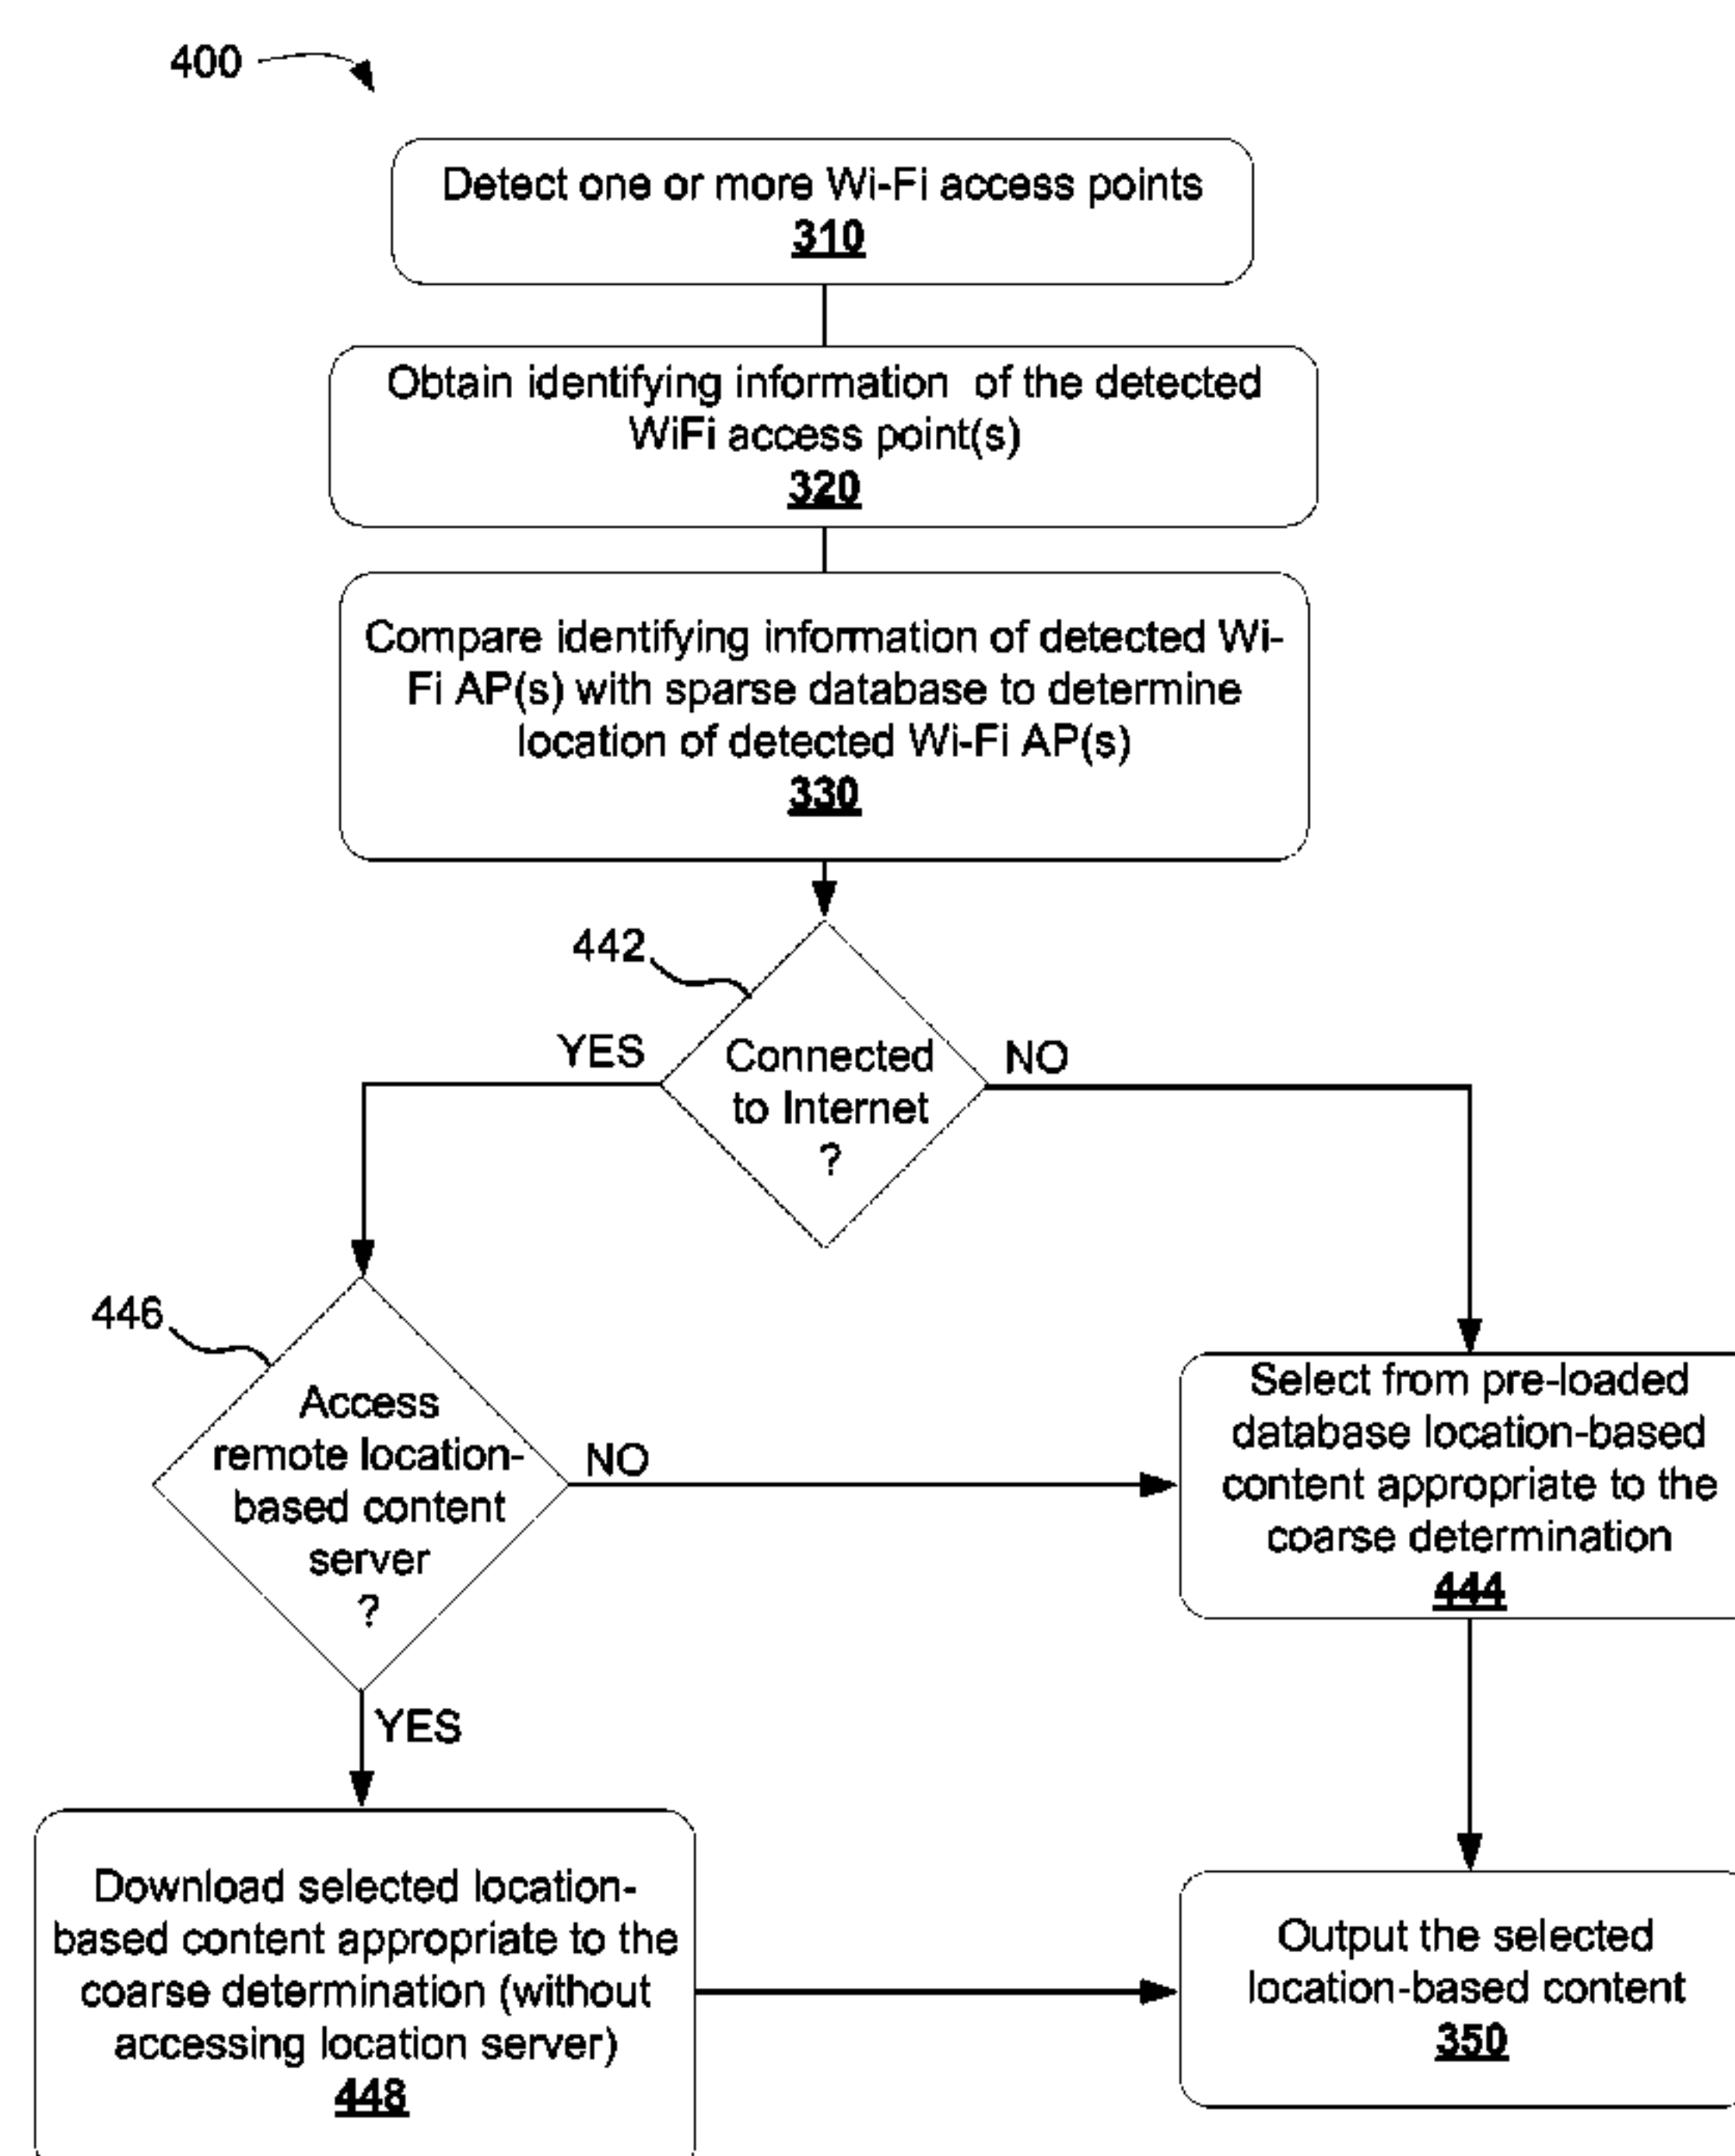 400
Detect one or more Wi-Fi access points
310
Obtain identifying information of the detected
WiFi access point(s)
320
Compare identifying information of detected Wi-
Fi AP(s) with sparse database to determine
location of detected Wi-Fi AP(s)
330
442
YES
Connected
to Internet
?
NO
446
Access
remote location-
based content
server
?
NO
YES
Select from pre-loaded
database location-based
content appropriate to the
coarse determination
444
Download selected location-
based content appropriate to the
coarse determination (without
accessing location server)
448
Output the selected
location-based content
350